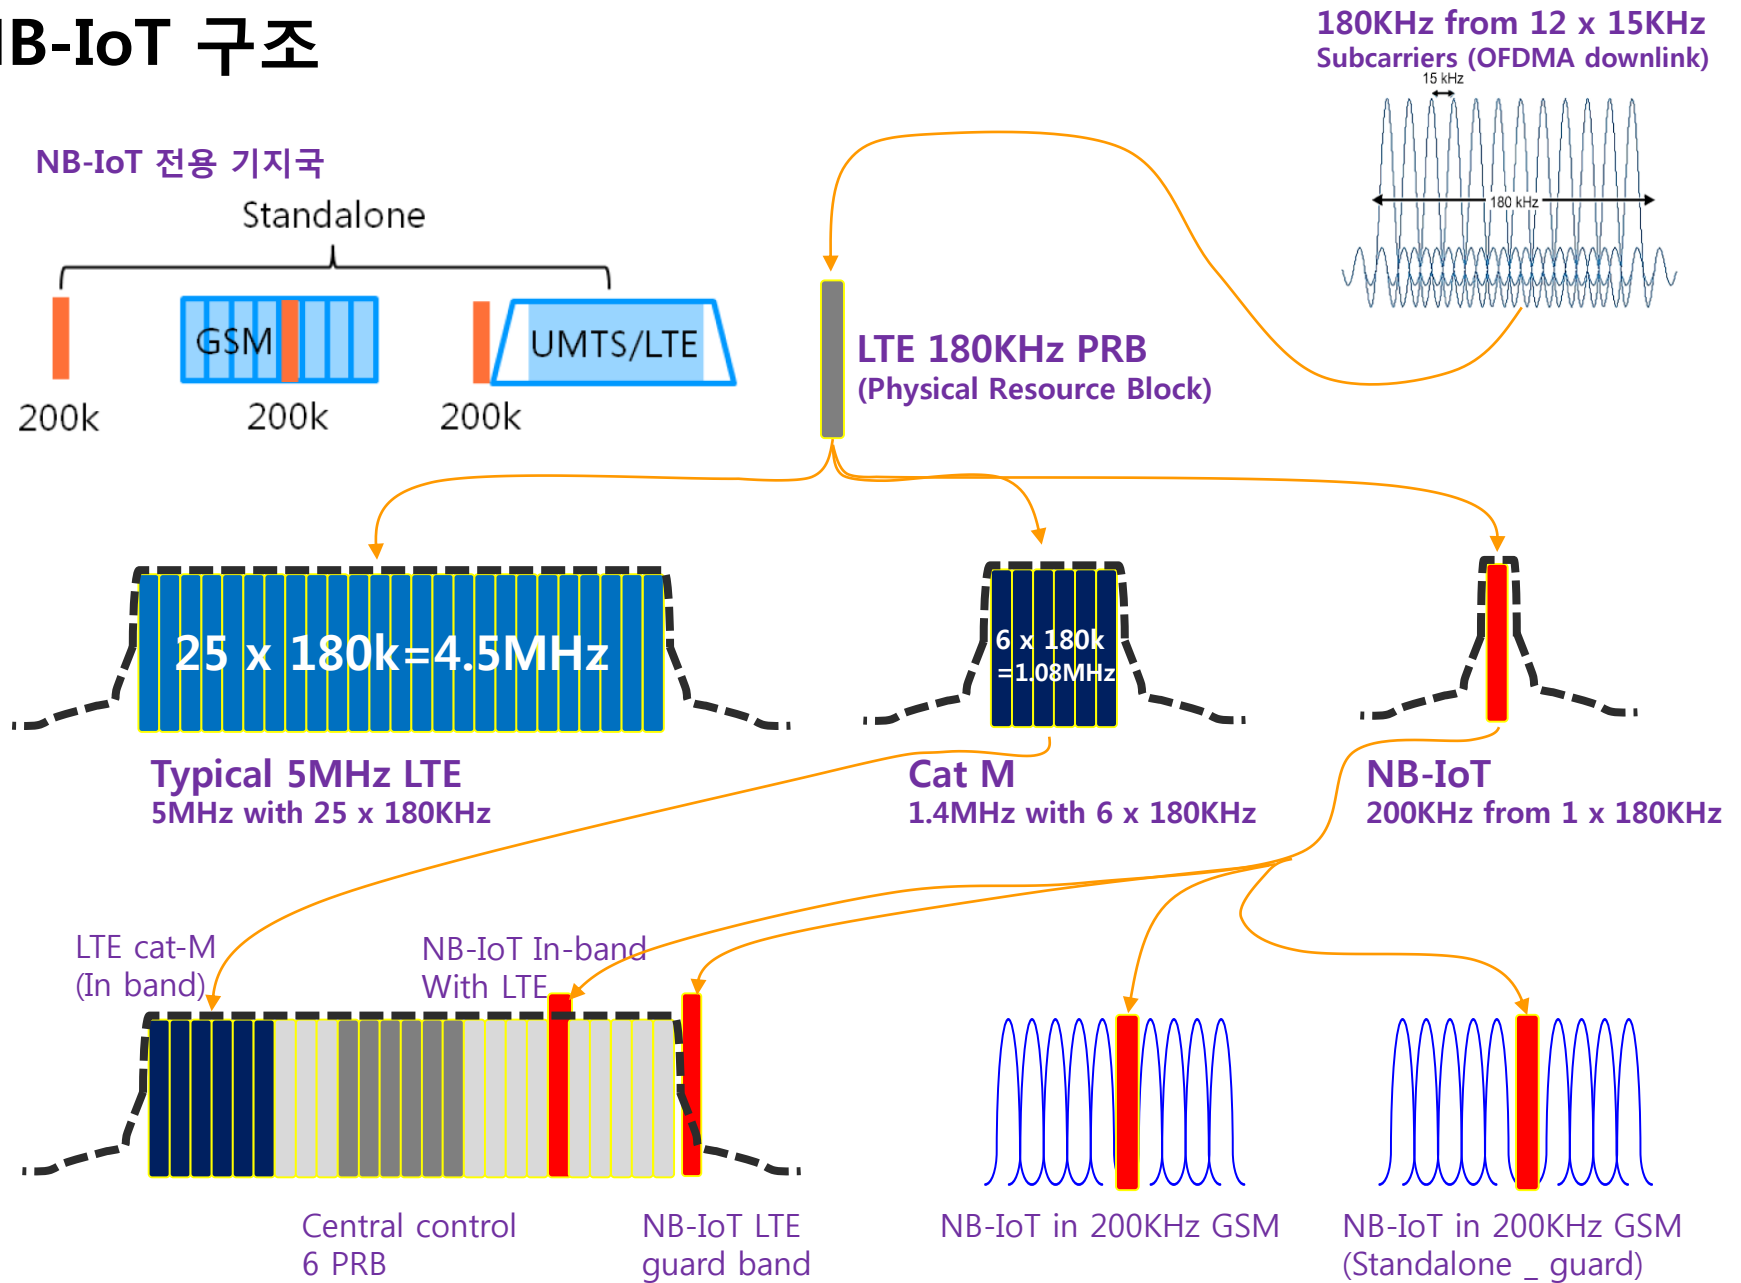 IB-IoT 구조
180KHz from 12 x 15KHz
Subcarriers (OFDMA downlink)
15 kHz
180 kHz
NB-IoT 전용 기지국
Standalone
GSM
UMTS/LTE
200k
200k
200k
LTE 180KHz PRB
(Physical Resource Block)
25 x 180k=4.5MHz
6 x 180k
=1.08MHz
Typical 5MHz LTE
5MHz with 25 x 180KHz
Cat M
1.4MHz with 6 x 180KHz
NB-IoT
200KHz from 1 x 180KHz
LTE cat-M
(In band)
NB-IoT In-band
With LTE
Central control
6 PRB
NB-IoT LTE
guard band
NB-IoT in 200KHz GSM
NB-IoT in 200KHz GSM
(Standalone _ guard)